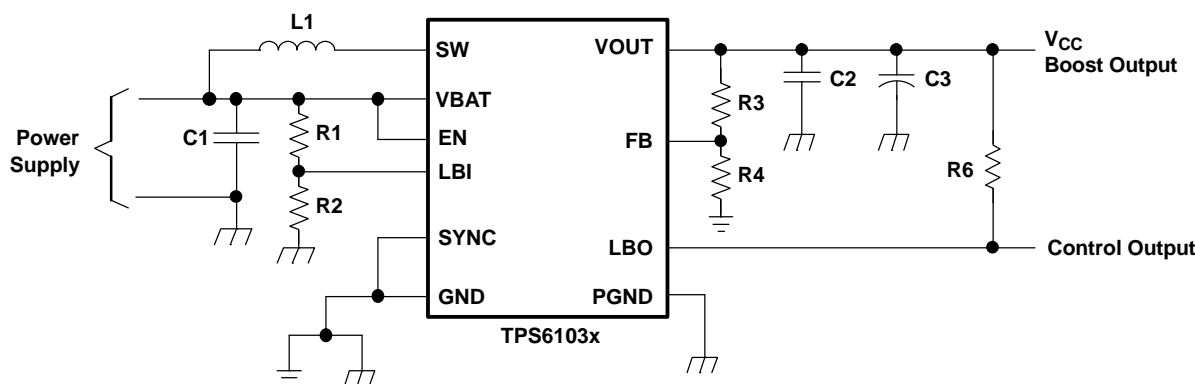 L1
SW
VOUT
VCC
Boost Output
C2
C3
R3
VBAT
Power
Supply
C1
R1
EN
FB
LBI
R4
R6
R2
SYNC
LBO
Control Output
GND
PGND
TPS6103x